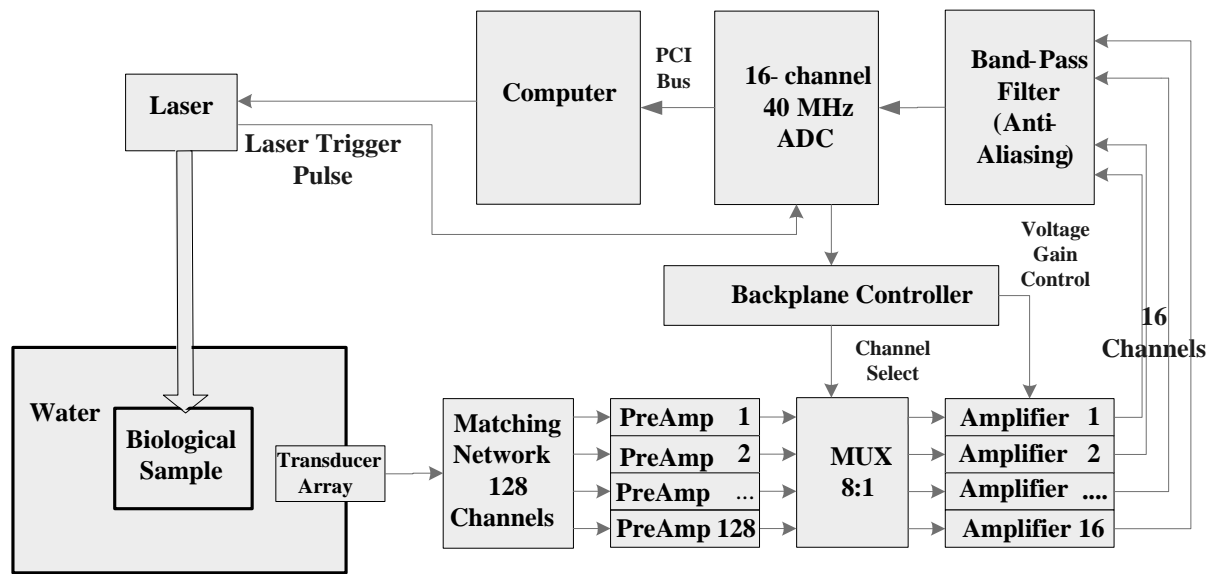 Laser
Laser Trigger
Pulse
Computer
PCI
Bus
16- channel
40 MHz
ADC
Band-Pass
Filter
(Anti-
Aliasing)
Voltage
Gain
Control
16
Channels
Backplane Controller
Channel
Select
Water
Biological
Sample
Transducer
Array
Matching
Network
128
Channels
PreAmp 1
PreAmp 2
PreAmp ...
PreAmp 128
MUX
8:1
Amplifier 1
Amplifier 2
Amplifier ....
Amplifier 16